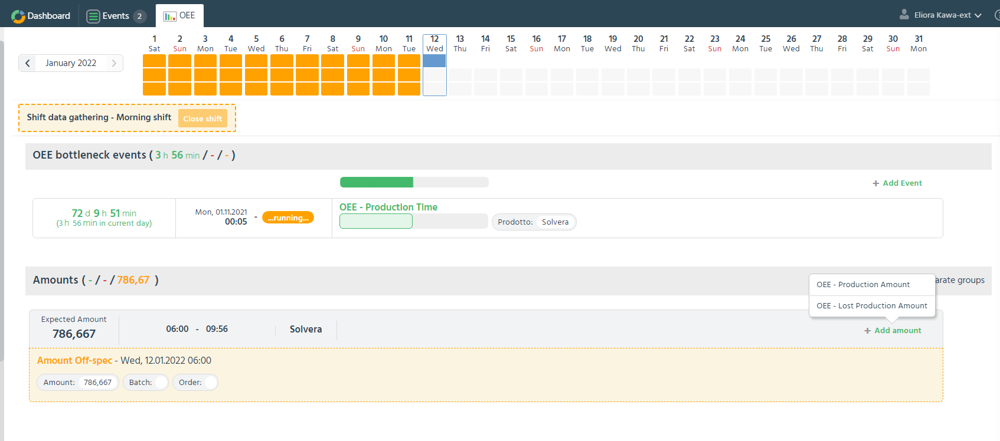 Dashboard Events 2 OEE Eliora Kawa-ext
1 2 3 4 5 6 7 8 9 10 11 12 13 14 15 16 17 18 19 20 21 22 23 24 25 26 27 28 29 30 31
Sat Sun Mon Tue Wed Thu Fri Sat Sun Mon Tue Wed Thu Fri Sat Sun Mon Tue Wed Thu Fri Sat Sun Mon Tue Wed Thu Fri Sat Sun Mon
January 2022
Shift data gathering - Morning shift Close shift
OEE bottleneck events ( 3 h 56 min / - / - )
+ Add Event
72 d 9 h 51 min
(3 h 56 min in current day)
Mon, 01.11.2021
00:05
- ...running...
OEE - Production Time
Prodotto: Solvera
Amounts ( - / - / 786,67 )
arate groups
OEE - Production Amount
OEE - Lost Production Amount
Expected Amount
786,667
06:00 - 09:56
Solvera
+ Add amount
Amount Off-spec - Wed, 12.01.2022 06:00
Amount: 786,667 Batch: Order: